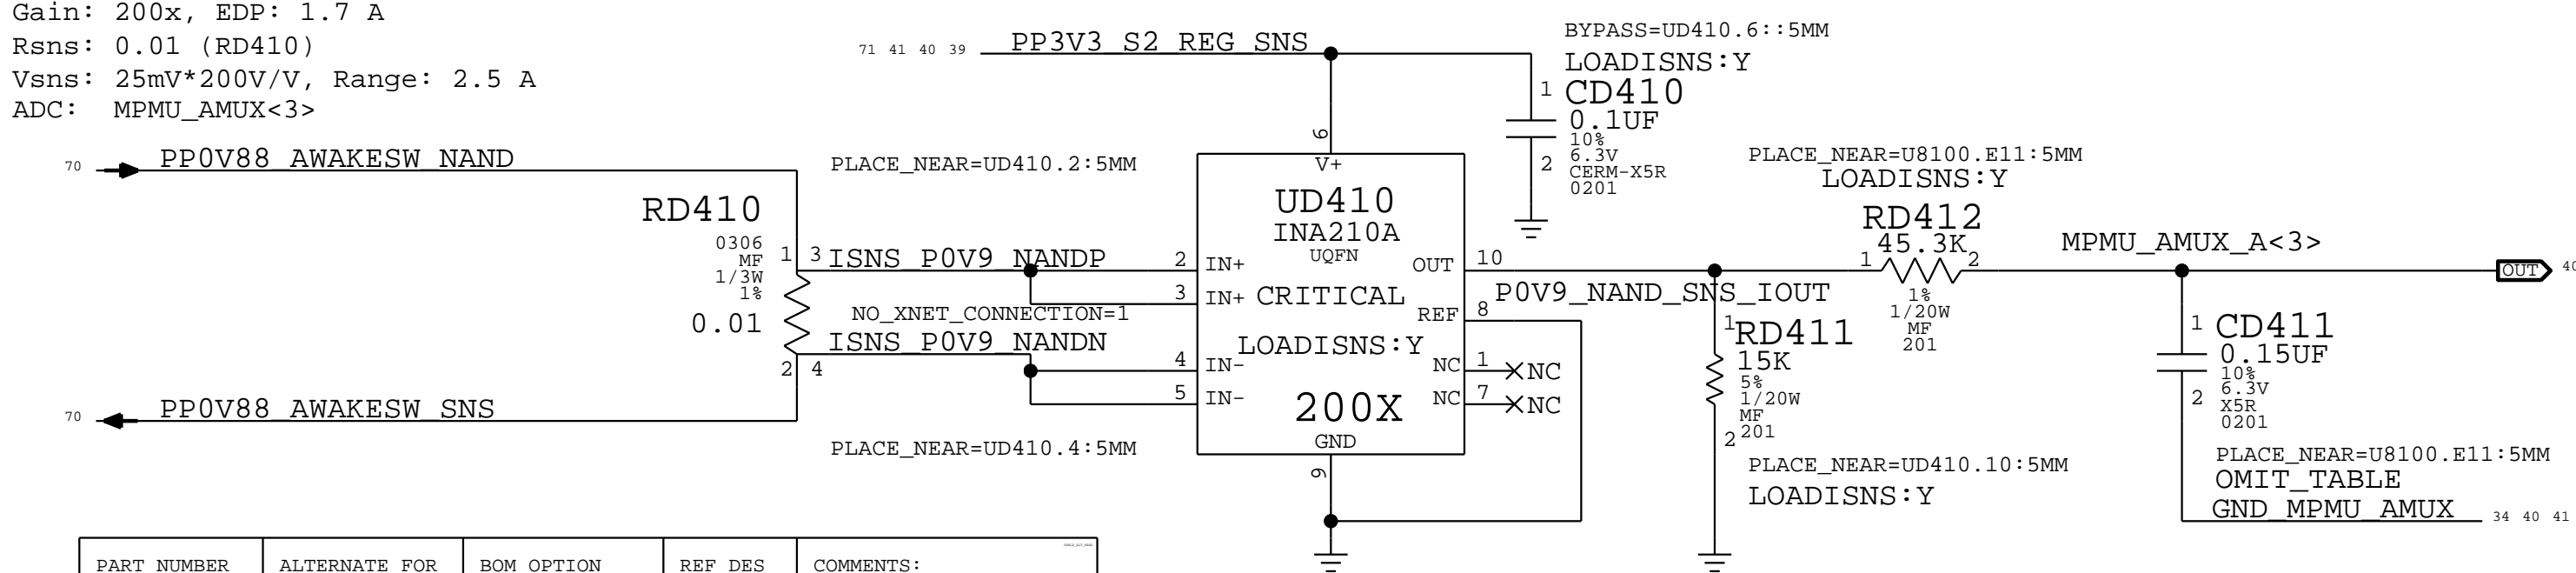 Gain: 200x, EDP: 1.7 A
Rsns: 0.01 (RD410)
Vsns: 25mV*200V/V, Range: 2.5 A
ADC: MPMU_AMUX<3>
71 41 40 39 PP3V3_S2_REG_SNS
BYPASS=UD410.6::5MM
LOADISNS:Y
1 CD410
0.1UF
10%
6.3V
2 CERM-X5R
0201
6
70 PP0V88_AWAKESW_NAND
PLACE_NEAR=UD410.2:5MM
RD410
0306
MF
1/3W
1%
0.01
1 3 ISNS_P0V9_NANDP
NO_XNET_CONNECTION=1
ISNS_P0V9_NANDN
2 4
70 PP0V88_AWAKESW_SNS
PLACE_NEAR=UD410.4:5MM
V+
UD410
INA210A
UQFN
2 IN+
3 IN+ CRITICAL
LOADISNS:Y
4 IN-
5 IN-
200X
GND
9
OUT 10
REF 8
NC 1 NC
NC 7 NC
P0V9_NAND_SNS_IOUT
PLACE_NEAR=U8100.E11:5MM
LOADISNS:Y
RD412
45.3K
1 2
1%
1/20W
MF
201
1 RD411
15K
5%
1/20W
MF
2 201
PLACE_NEAR=UD410.10:5MM
LOADISNS:Y
MPMU_AMUX_A<3>
OUT 40
1 CD411
0.15UF
10%
6.3V
2 X5R
0201
PLACE_NEAR=U8100.E11:5MM
OMIT_TABLE
GND_MPMU_AMUX 34 40 41
PART NUMBER ALTERNATE FOR BOM OPTION REF DES COMMENTS: